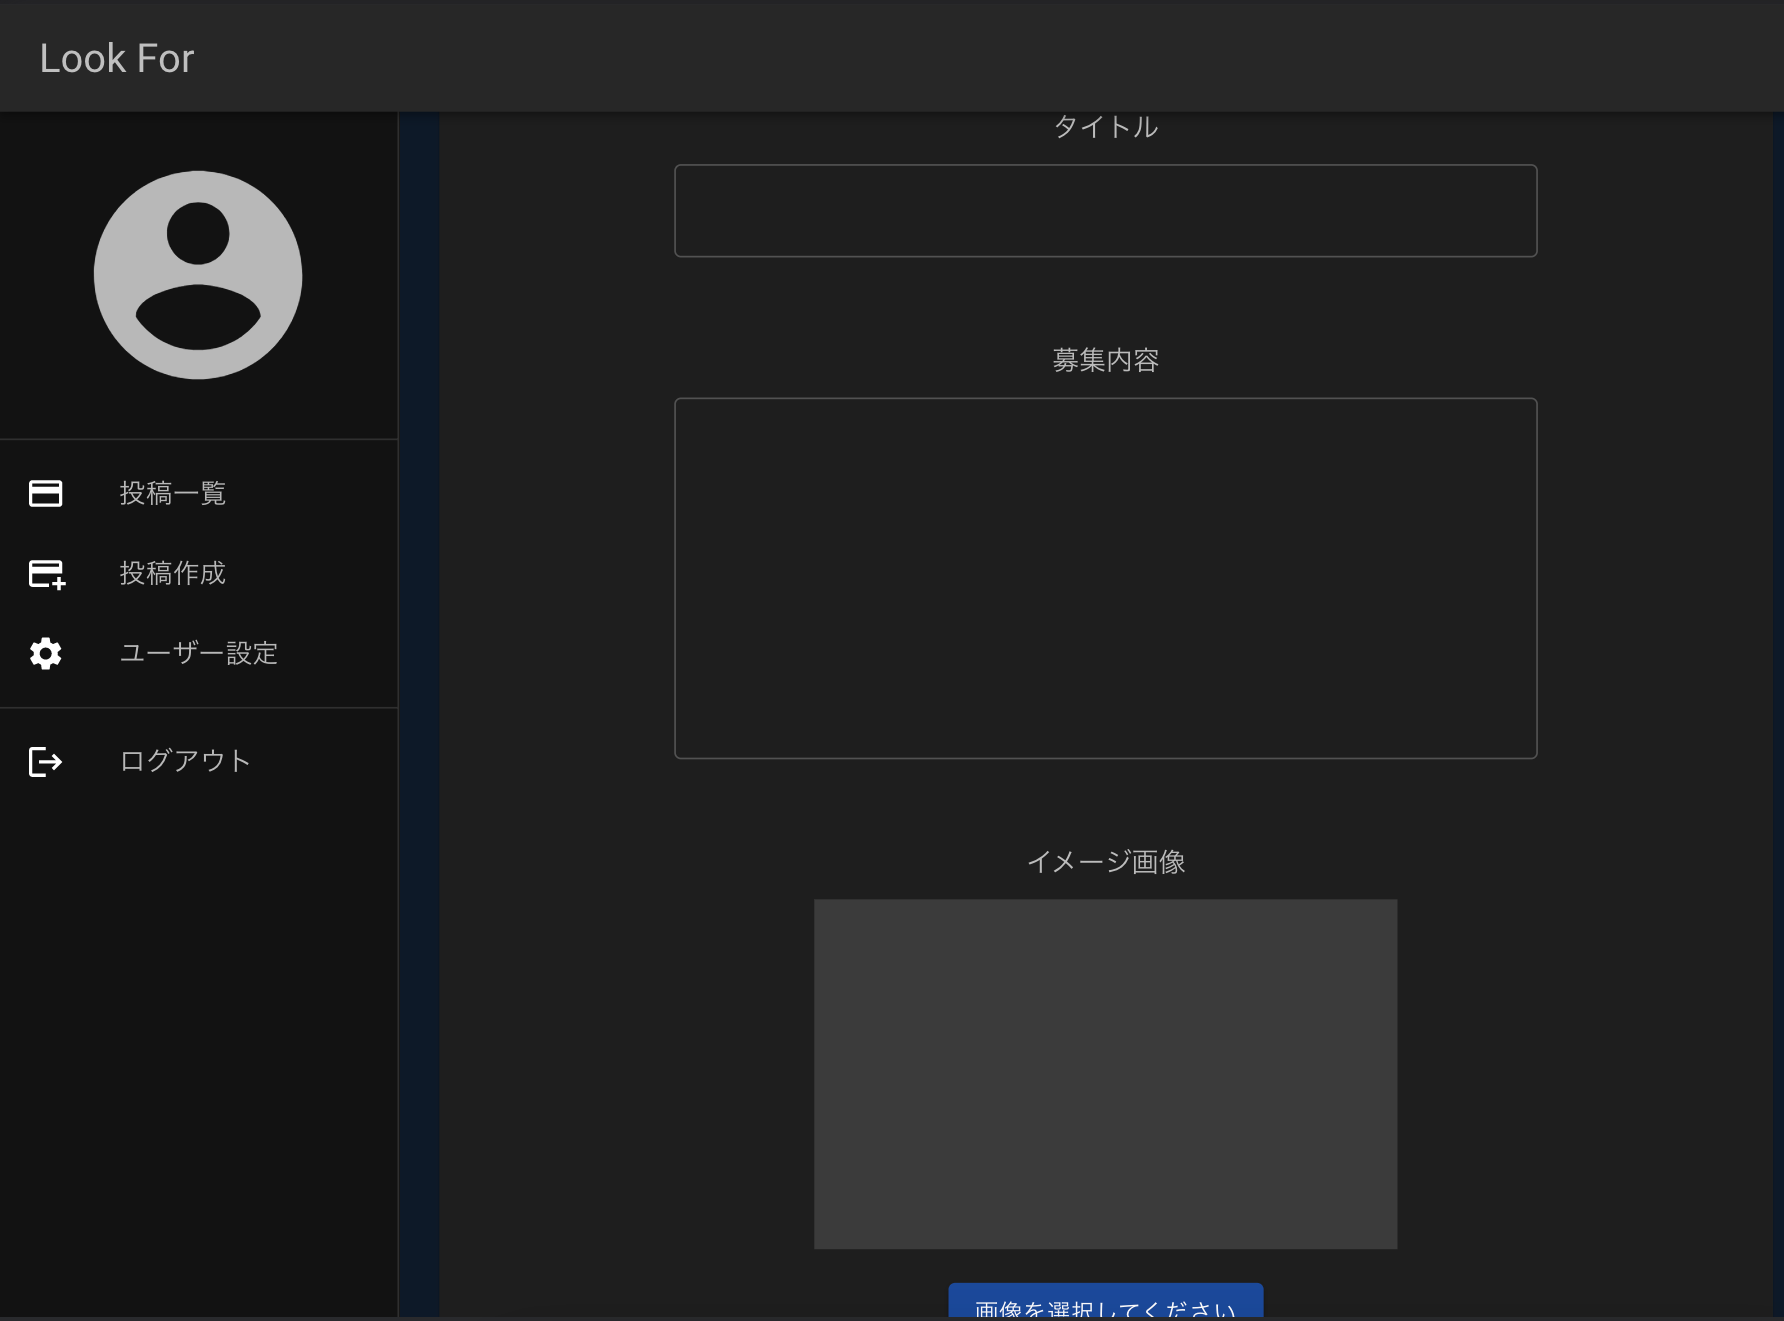 Look For
投稿一覧
投稿作成
ユーザー設定
ログアウト
タイトル
募集内容
イメージ画像
画像を選択してください